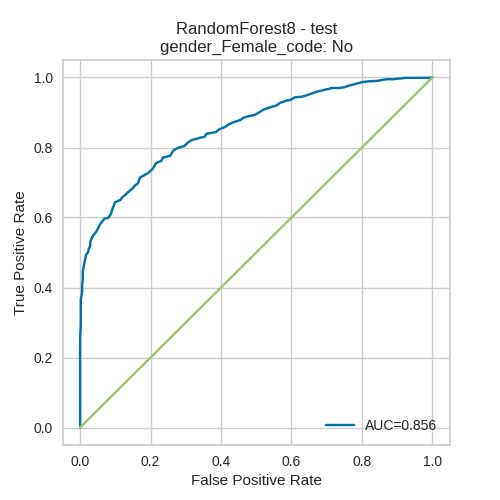 RandomForest8 - test
gender_Female_code: No
1.0
0.8
0.6
0.4
0.2
0.0
True Positive Rate
AUC=0.856
0.0 0.2 0.4 0.6 0.8 1.0
False Positive Rate